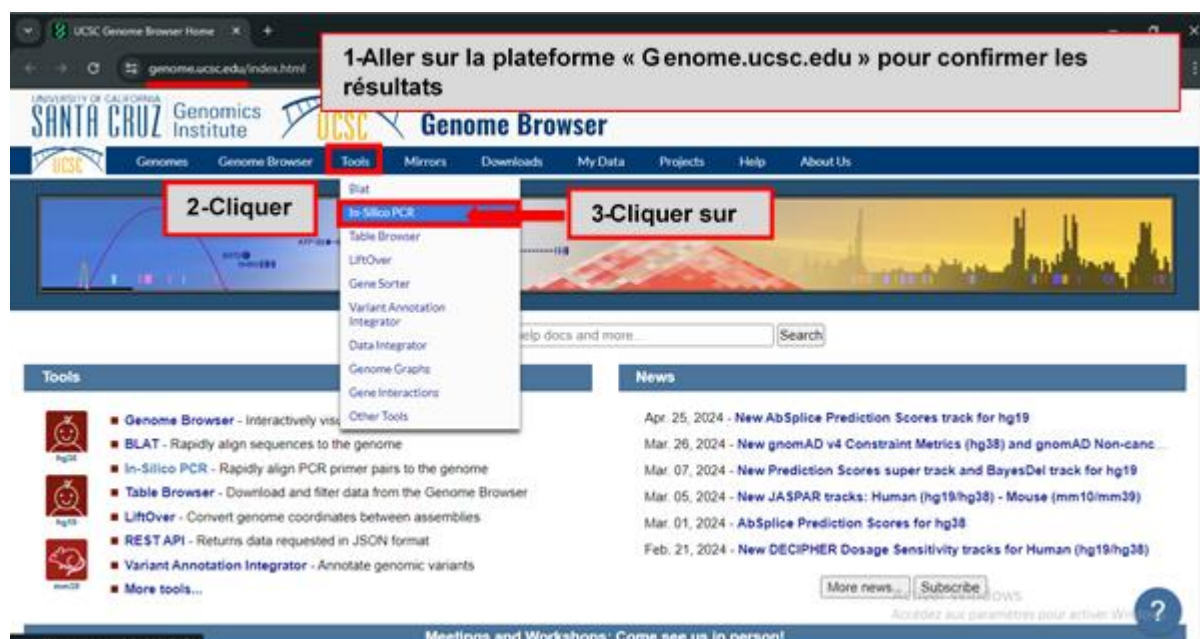 UCSC Genome Browser Home
genome.ucsc.edu/index.html
1-Aller sur la plateforme « Genome.ucsc.edu » pour confirmer les
résultats
UNIVERSITY OF CALIFORNIA
SANTA CRUZ
Genomics
Institute
UCSC
Genome Browser
UCSC
Genomes
Genome Browser
Tools
Mirrors
Downloads
My Data
Projects
Help
About Us
2-Cliquer
3-Cliquer sur
Blat
In-Silico PCR
Table Browser
LiftOver
Gene Sorter
Variant Annotation
Integrator
Data Integrator
Genome Graphs
Gene Interactions
Other Tools
elp docs and more...
Search
Tools
hg38
Genome Browser - Interactively vis
BLAT - Rapidly align sequences to the genome
In-Silico PCR - Rapidly align PCR primer pairs to the genome
hg19
Table Browser - Download and filter data from the Genome Browser
LiftOver - Convert genome coordinates between assemblies
REST API - Returns data requested in JSON format
Variant Annotation Integrator - Annotate genomic variants
More tools...
News
Apr. 25, 2024 - New AbSplice Prediction Scores track for hg19
Mar. 26, 2024 - New gnomAD v4 Constraint Metrics (hg38) and gnomAD Non-canc...
Mar. 07, 2024 - New Prediction Scores super track and BayesDel track for hg19
Mar. 05, 2024 - New JASPAR tracks: Human (hg19/hg38) - Mouse (mm10/mm39)
Mar. 01, 2024 - AbSplice Prediction Scores for hg38
Feb. 21, 2024 - New DECIPHER Dosage Sensitivity tracks for Human (hg19/hg38)
More news...
Subscribe
Activer Windows
Accédez aux paramètres pour activer Win
?
Meetings and Workshops: Come see us in person!